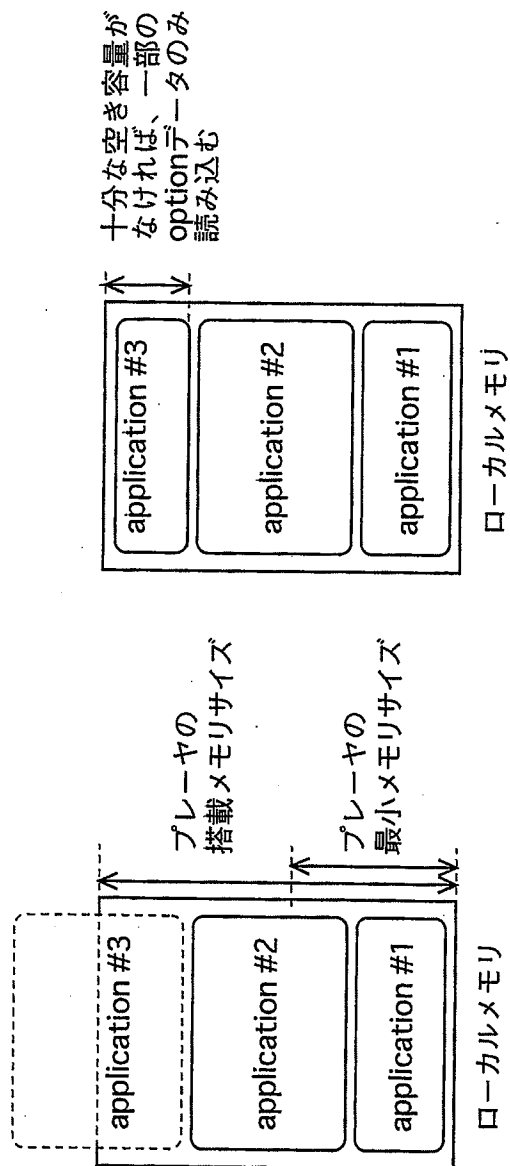 application #3
application #2
application #1
ローカルメモリ
プレーヤの
搭載メモリサイズ
プレーヤの
最小メモリサイズ
application #3
application #2
application #1
ローカルメモリ
十分な空き容量が
なければ、一部の
optionデータのみ
読み込む